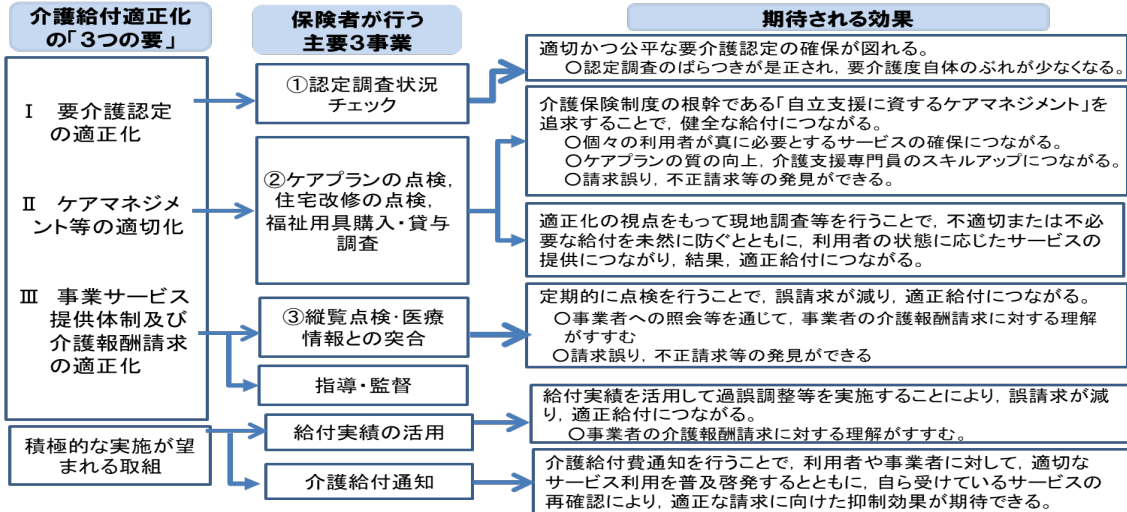 介護給付適正化
の「３つの要」
Ⅰ　要介護認定
の適正化
Ⅱ　ケアマネジメ
ント等の適切化
Ⅲ　事業サービス
提供体制及び
介護報酬請求
の適正化
積極的な実施が望
まれる取組
保険者が行う
主要３事業
①認定調査状況
チェック
②ケアプランの点検，
住宅改修の点検，
福祉用具購入・貸与
調査
③縦覧点検・医療
情報との突合
指導・監督
給付実績の活用
介護給付通知
期待される効果
適切かつ公平な要介護認定の確保が図れる。
○認定調査のばらつきが是正され，要介護度自体のぶれが少なくなる。
介護保険制度の根幹である「自立支援に資するケアマネジメント」を
追求することで，健全な給付につながる。
○個々の利用者が真に必要とするサービスの確保につながる。
○ケアプランの質の向上，介護支援専門員のスキルアップにつながる。
○請求誤り，不正請求等の発見ができる。
適正化の視点をもって現地調査等を行うことで，不適切または不必
要な給付を未然に防ぐとともに，利用者の状態に応じたサービスの
提供につながり，結果，適正給付につながる。
定期的に点検を行うことで，誤請求が減り，適正給付につながる。
○事業者への照会等を通じて，事業者の介護報酬請求に対する理解
がすすむ
○請求誤り，不正請求等の発見ができる
給付実績を活用して過誤調整等を実施することにより，誤請求が減
り，適正給付につながる。
○事業者の介護報酬請求に対する理解がすすむ。
介護給付費通知を行うことで，利用者や事業者に対して，適切な
サービス利用を普及啓発するとともに，自ら受けているサービスの
再確認により，適正な請求に向けた抑制効果が期待できる。